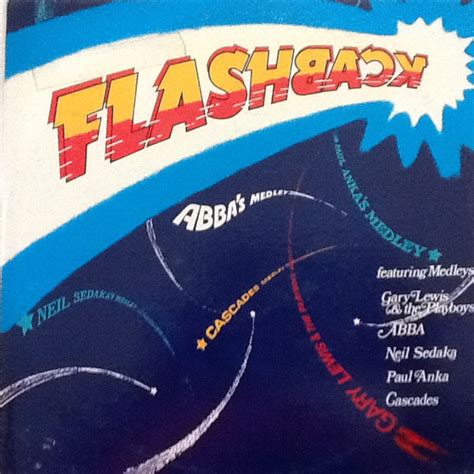 FLASHBACK
PAUL ANKA'S MEDLEY
ABBA'S MEDLEY
NEIL SEDAKA'S MEDLEY
CASCADES MEDLEY
GARY LEWIS & THE PLAYBOYS
featuring Medleys
Gary Lewis
& the Playboys
ABBA
Neil Sedaka
Paul Anka
Cascades